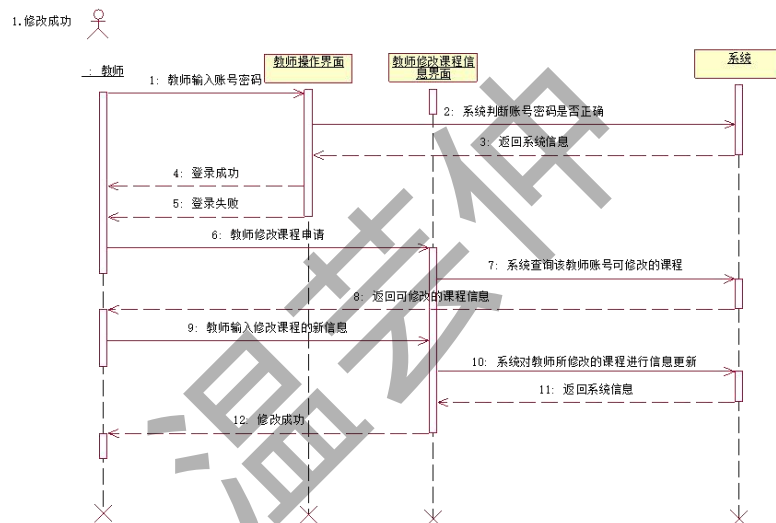 1.修改成功
: 教师
教师操作界面
教师修改课程信
息界面
系统
1: 教师输入账号密码
2: 系统判断账号密码是否正确
3: 返回系统信息
4: 登录成功
5: 登录失败
6: 教师修改课程申请
7: 系统查询该教师账号可修改的课程
8: 返回可修改的课程信息
9: 教师输入修改课程的新信息
10: 系统对教师所修改的课程进行信息更新
11: 返回系统信息
12: 修改成功
温芸仲